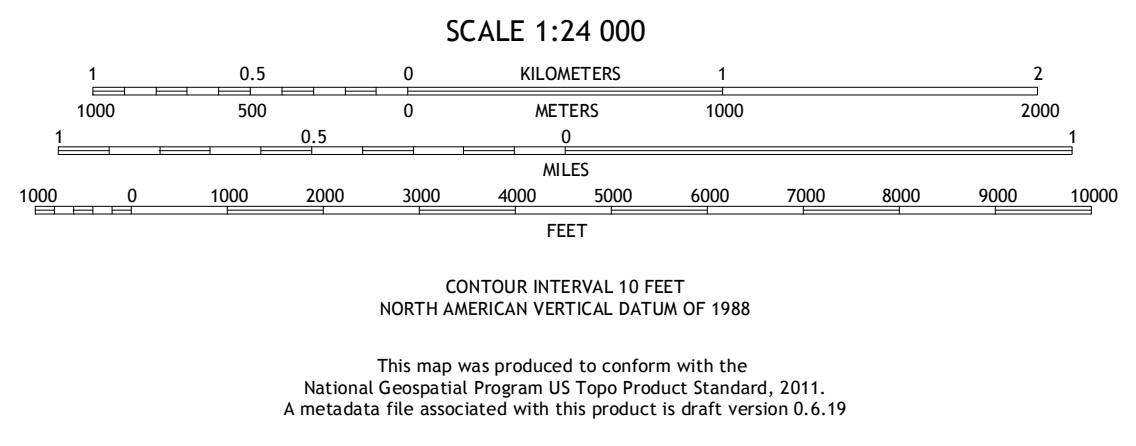 SCALE 1:24 000
1 0.5 0 KILOMETERS 1 2
1000 500 0 METERS 1000 2000
1 0.5 0 1
MILES
1000 0 1000 2000 3000 4000 5000 6000 7000 8000 9000 10000
FEET
CONTOUR INTERVAL 10 FEET
NORTH AMERICAN VERTICAL DATUM OF 1988
This map was produced to conform with the
National Geospatial Program US Topo Product Standard, 2011.
A metadata file associated with this product is draft version 0.6.19